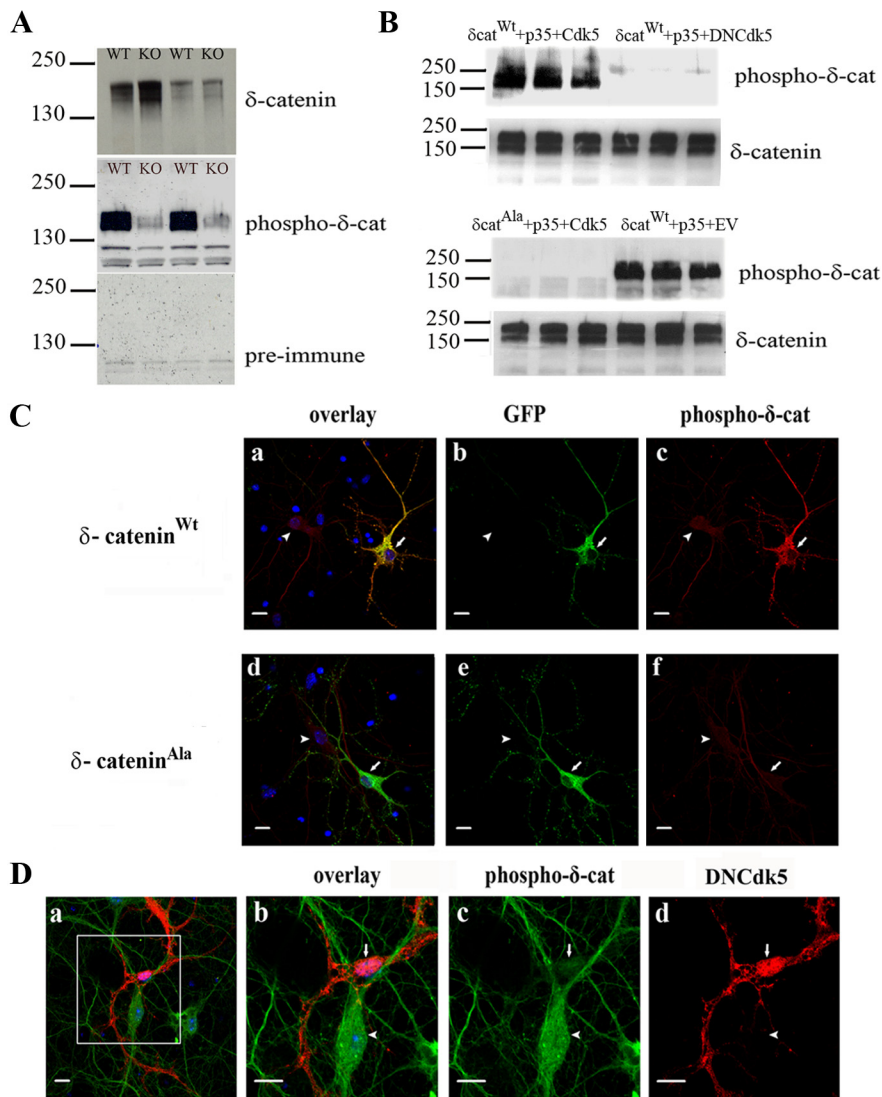 A
WT KO WT KO
250
130
δ-catenin
WT KO WT KO
250
130
phospho-δ-cat
250
130
pre-immune
B
δcatWt+p35+Cdk5 δcatWt+p35+DNCdk5
250
150
phospho-δ-cat
250
150
δ-catenin
δcatAla+p35+Cdk5 δcatWt+p35+EV
250
150
phospho-δ-cat
250
150
δ-catenin
C
overlay GFP phospho-δ-cat
δ- cateninWt
a b c
δ- cateninAla
d e f
D
overlay phospho-δ-cat DNCdk5
a b c d